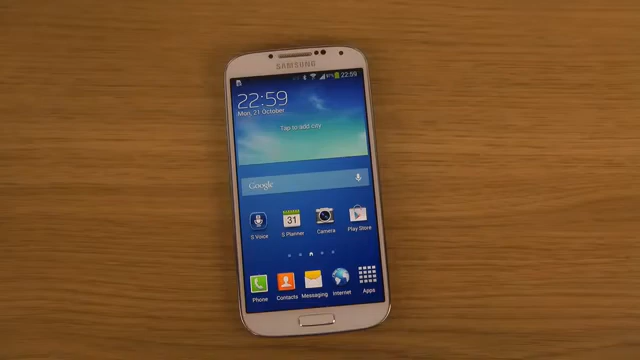 SAMSUNG
22:59
22:59
Mon, 21 October
Tap to add city
Google
31
S Voice
S Planner
Camera
Play Store
Phone
Contacts
Messaging
Internet
Apps